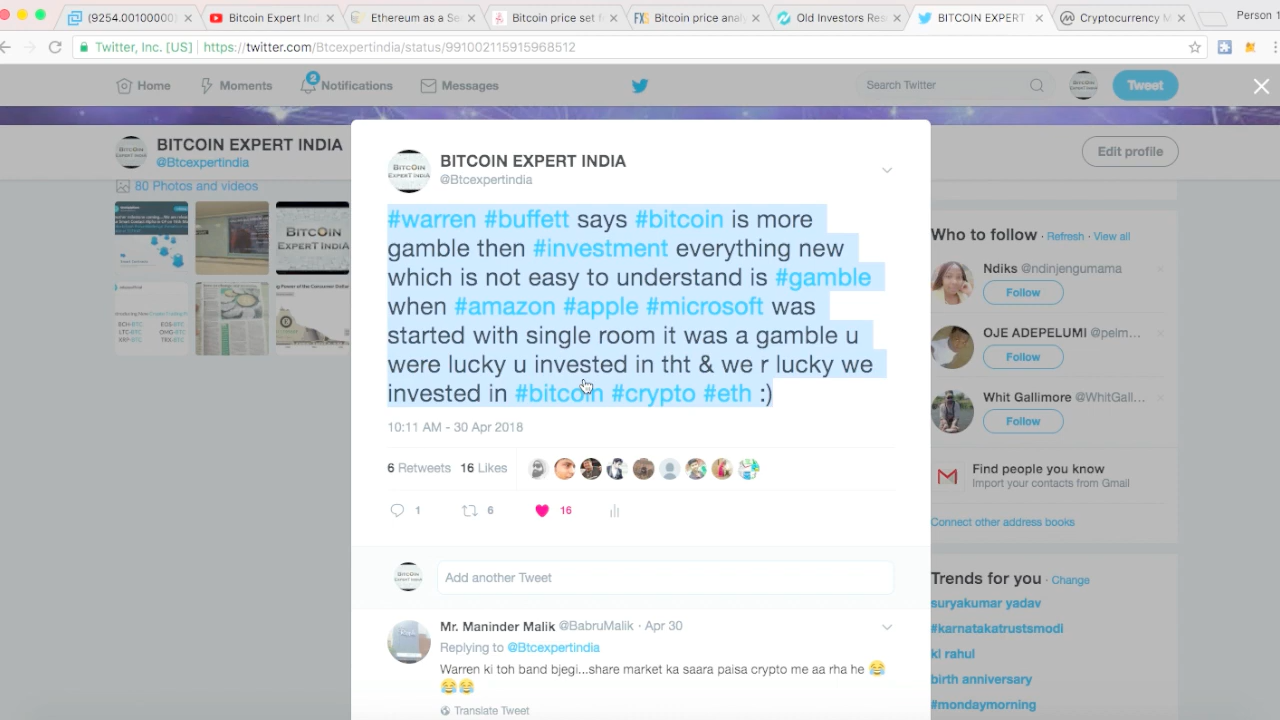 (9254.00100000
Bitcoin Expert Ind
Ethereum as a Se
Bitcoin price set f
Bitcoin price anal
Old Investors Res
BITCOIN EXPERT
Cryptocurrency M
Person 1
Twitter, Inc. [US]
https://twitter.com/Btcexpertindia/status/991002115915968512
Home
Moments
2
Notifications
Messages
Search Twitter
Tweet
BITCOIN EXPERT INDIA
@Btcexpertindia
Edit profile
80 Photos and videos
BITCOIN EXPERT INDIA
@Btcexpertindia
#warren #buffett says #bitcoin is more
gamble then #investment everything new
which is not easy to understand is #gamble
when #amazon #apple #microsoft was
started with single room it was a gamble u
were lucky u invested in tht & we r lucky we
invested in #bitcoin #crypto #eth :)
10:11 AM - 30 Apr 2018
6 Retweets 16 Likes
1
6
16
Add another Tweet
Mr. Maninder Malik @BabruMalik · Apr 30
Replying to @Btcexpertindia
Warren ki toh band bjegi...share market ka saara paisa crypto me aa rha he 😂
😂😂
Translate Tweet
BITCOIN
EXPERT INDIA
Who to follow · Refresh · View all
Ndiks @ndinjengumama
Follow
OJE ADEPELUMI @peim...
Follow
Whit Gallimore @WhitGall...
Follow
Find people you know
Import your contacts from Gmail
Connect other address books
Trends for you · Change
suryakumar yadav
#karnatakatrustsmodi
kl rahul
birth anniversary
#mondaymorning